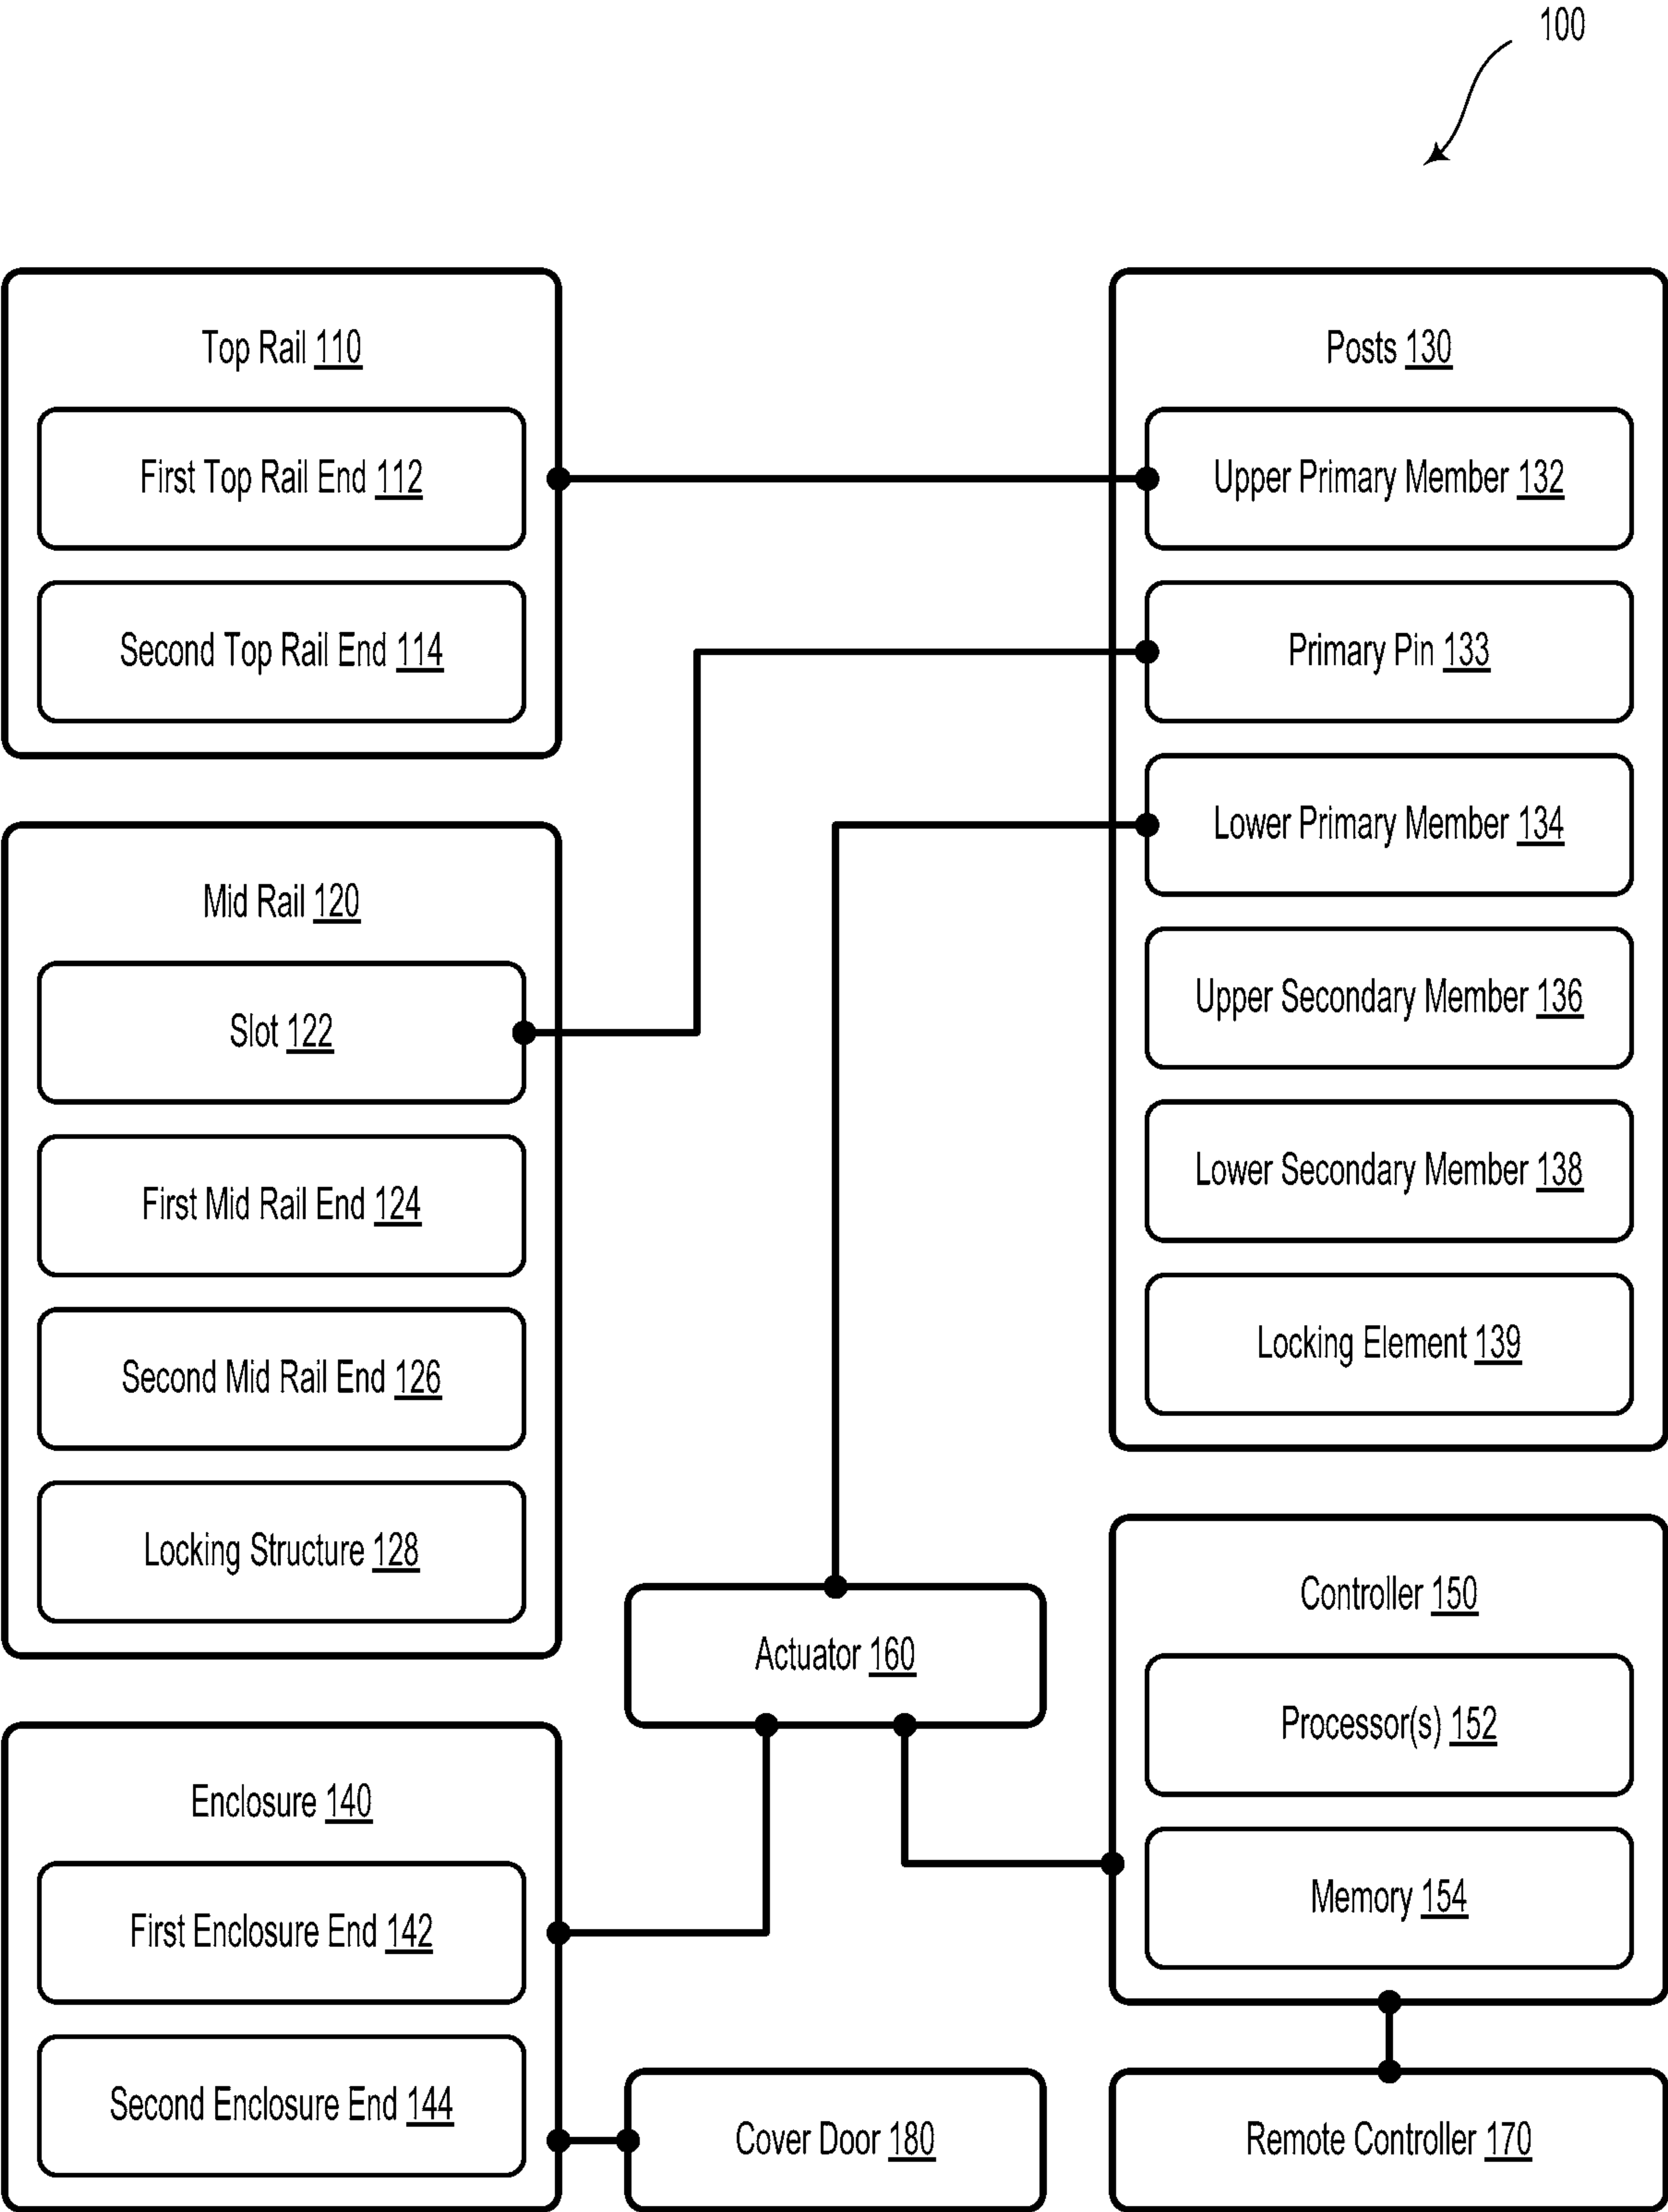 100
Top Rail 110
First Top Rail End 112
Second Top Rail End 114
Mid Rail 120
Slot 122
First Mid Rail End 124
Second Mid Rail End 126
Locking Structure 128
Enclosure 140
First Enclosure End 142
Second Enclosure End 144
Actuator 160
Cover Door 180
Posts 130
Upper Primary Member 132
Primary Pin 133
Lower Primary Member 134
Upper Secondary Member 136
Lower Secondary Member 138
Locking Element 139
Controller 150
Processor(s) 152
Memory 154
Remote Controller 170